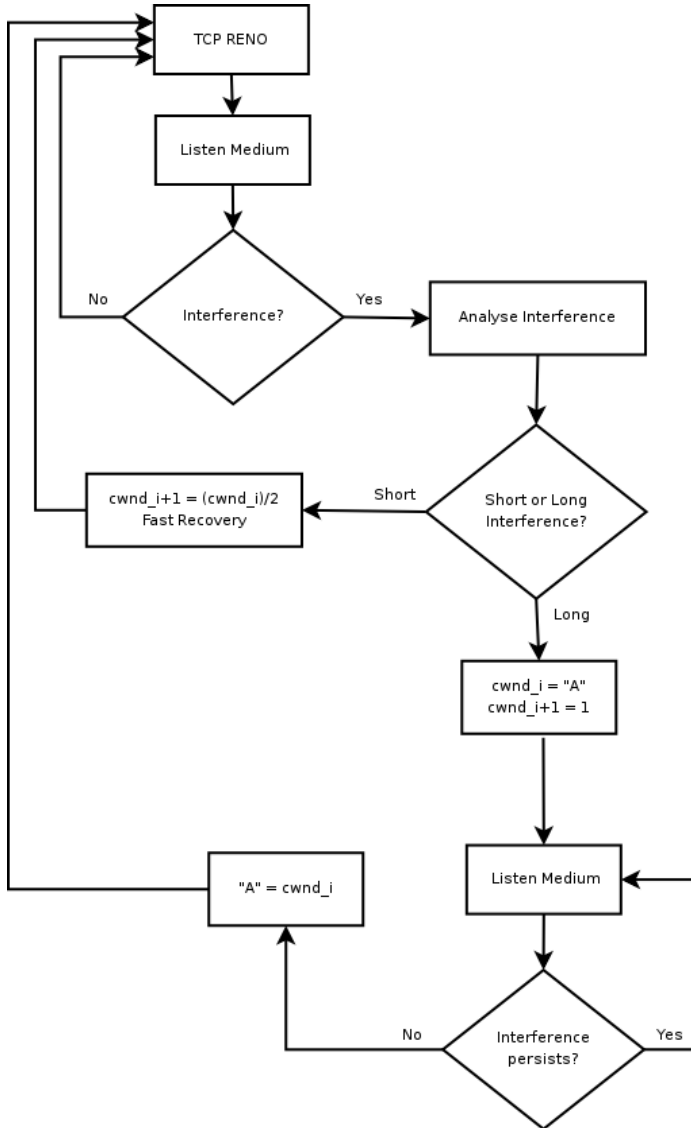 TCP RENO
Listen Medium
Interference?
No
Yes
Analyse Interference
Short or Long
Interference?
Short
cwnd_i+1 = (cwnd_i)/2
Fast Recovery
Long
cwnd_i = "A"
cwnd_i+1 = 1
Listen Medium
"A" = cwnd_i
Interference
persists?
No
Yes